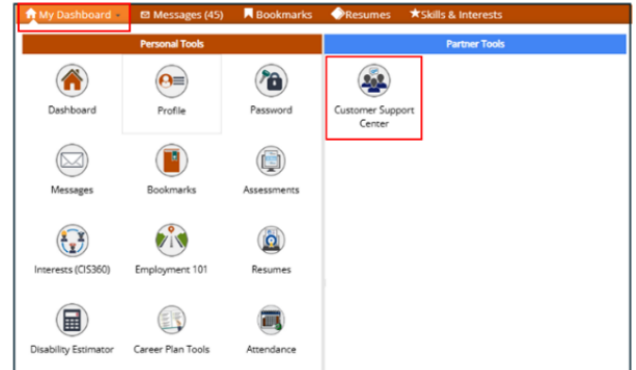 My Dashboard Messages (45) Bookmarks Resumes Skills & Interests
Personal Tools
Partner Tools
Dashboard
Profile
Password
Customer Support
Center
Messages
Bookmarks
Assessments
Interests (CIS360)
Employment 101
Resumes
Disability Estimator
Career Plan Tools
Attendance